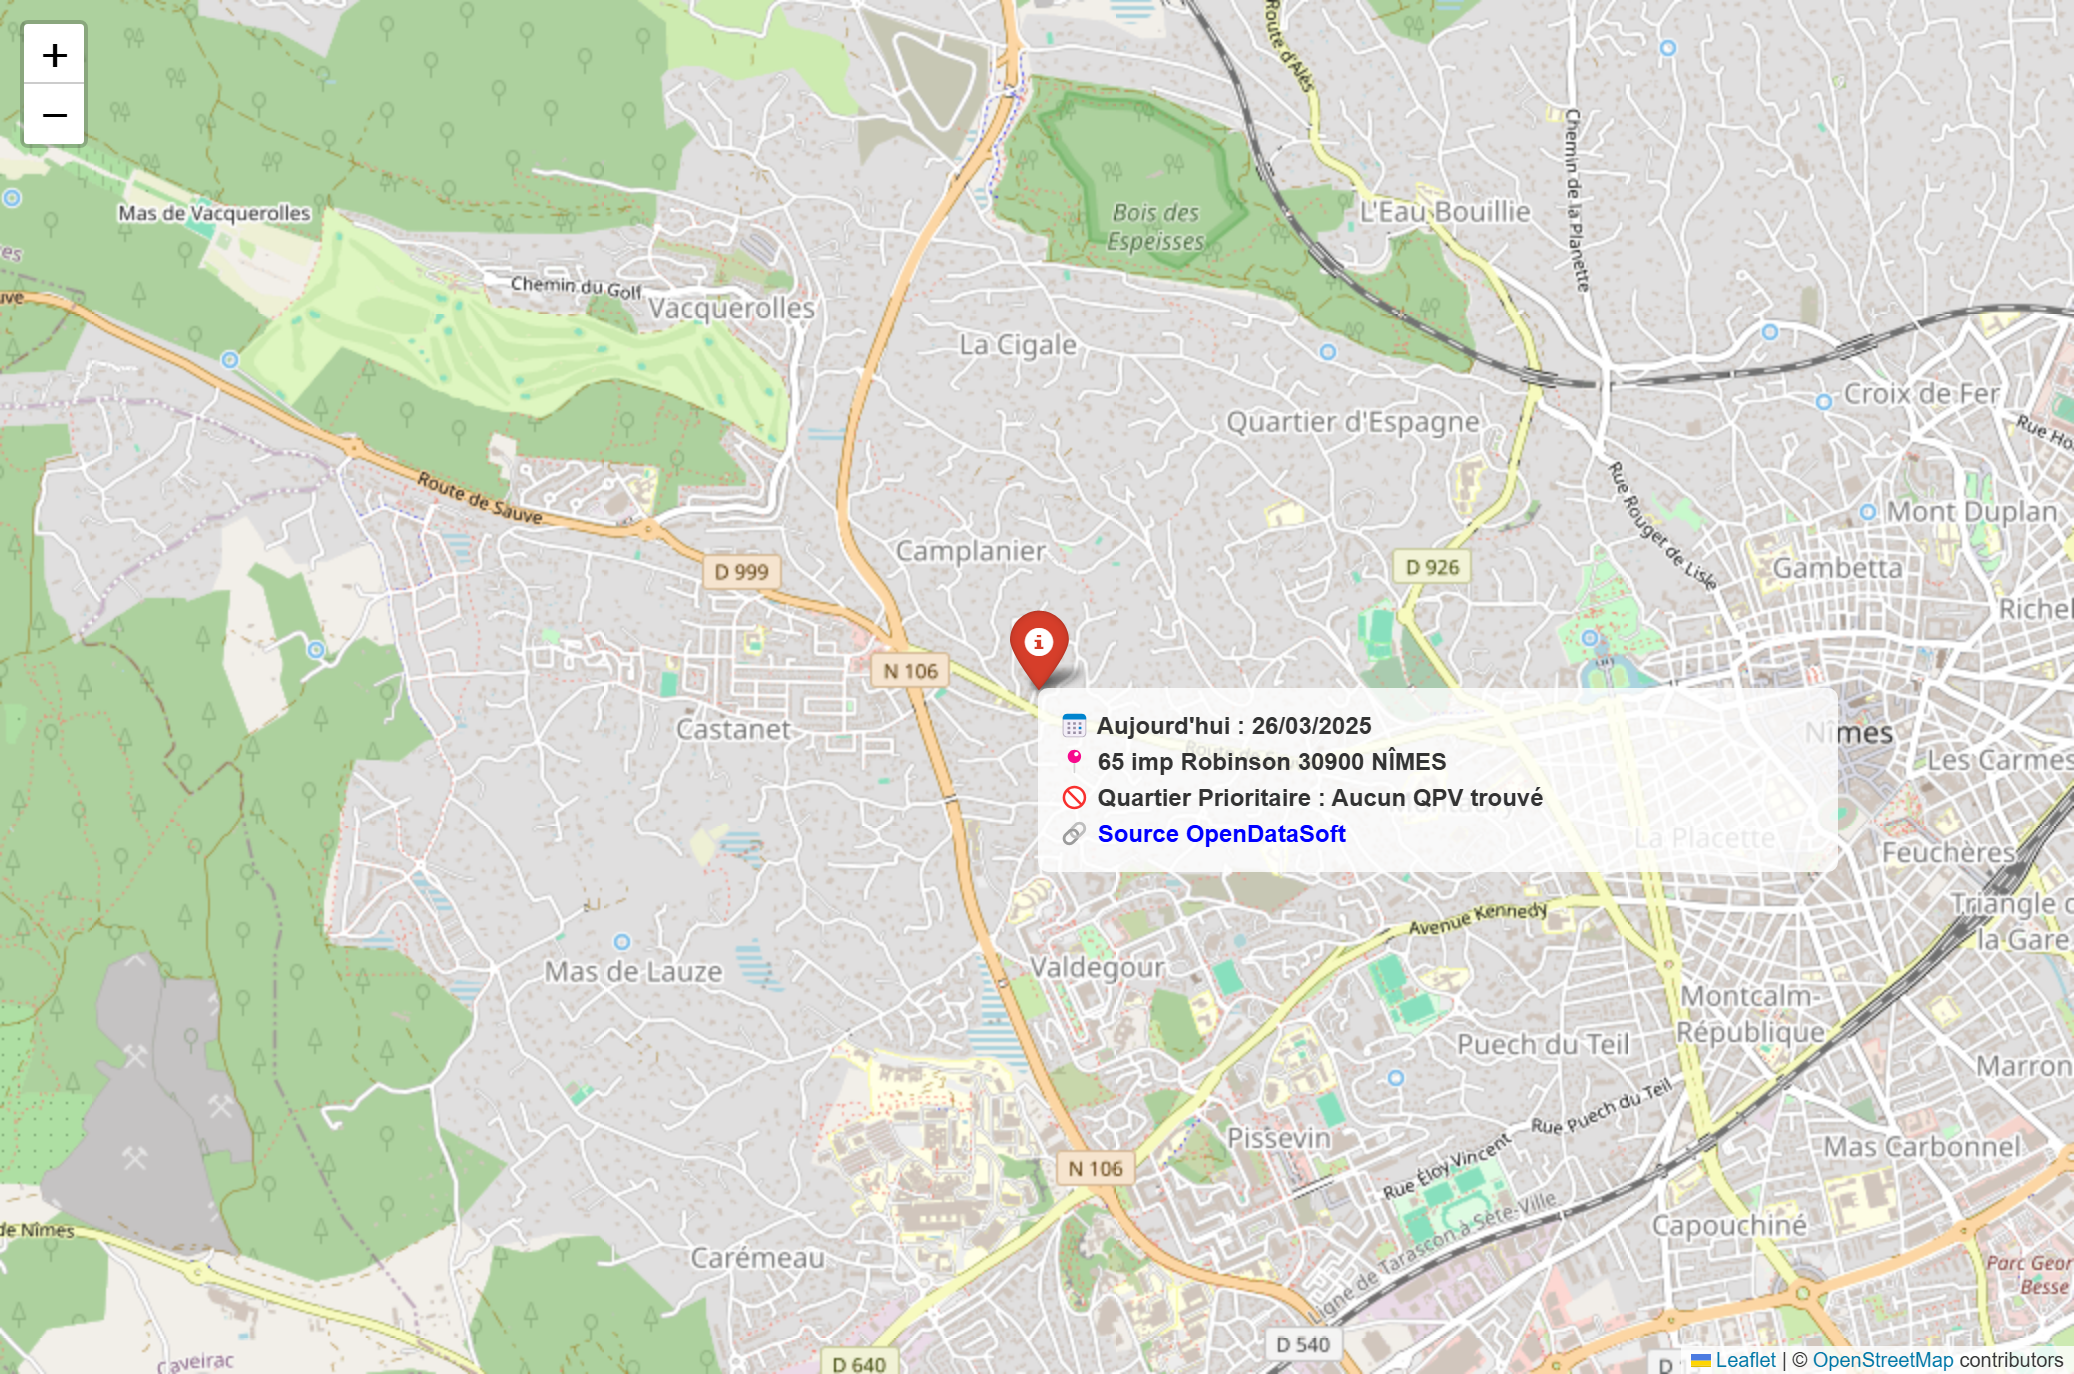 +
−
Route d'Alès
Chemin de la Planette
Mas de Vacquerolles
Bois des
Espeisses
L'Eau Bouillie
Chemin du Golf
Vacquerolles
La Cigale
Croix de Fer
Quartier d'Espagne
Rue Ho
Route de Sauve
Rue Rouget de Lisle
Mont Duplan
Camplanier
D 999
D 926
Gambetta
Richel
N 106
Castanet
Aujourd'hui : 26/03/2025
65 imp Robinson 30900 NÎMES
Quartier Prioritaire : Aucun QPV trouvé
Source OpenDataSoft
Nîmes
Les Carmes
La Placette
Feuchères
Triangle d
la Gare
Avenue Kennedy
Valdegour
Mas de Lauze
Montcalm-
République
Puech du Teil
Marron
Rue Puech du Teil
Pissevin
Rue Éloy Vincent
Mas Carbonnel
N 106
Ligne de Tarascon à Sète-Ville
Capouchiné
de Nîmes
Carémeau
Parc Geor
Besse
Caveirac
D 640
D 540
D
Leaflet | © OpenStreetMap contributors